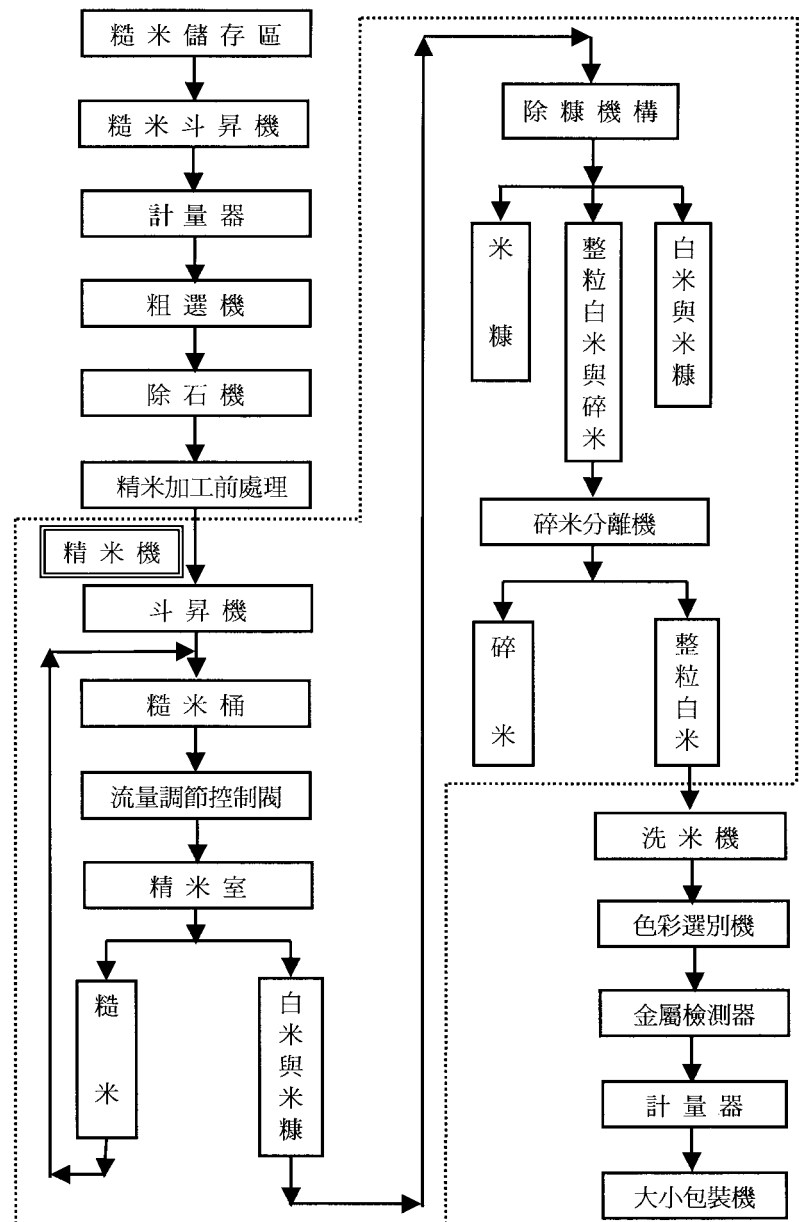 糙米儲存區
糙米斗昇機
計量器
粗選機
除石機
精米加工前處理
精米機
斗昇機
糙米桶
流量調節控制閥
精米室
糙米
白米與米糠
除糠機構
米糠
整粒白米與碎米
白米與米糠
碎米分離機
碎米
整粒白米
洗米機
色彩選別機
金屬檢測器
計量器
大小包裝機